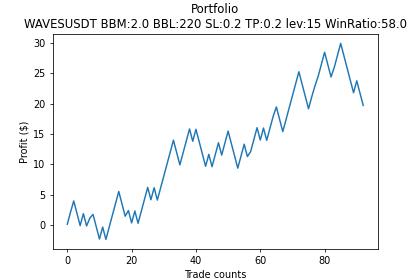 Portfolio
WAVESUSDT BBM:2.0 BBL:220 SL:0.2 TP:0.2 lev:15 WinRatio:58.0
30
25
20
15
10
5
0
Profit ($)
0 20 40 60 80
Trade counts